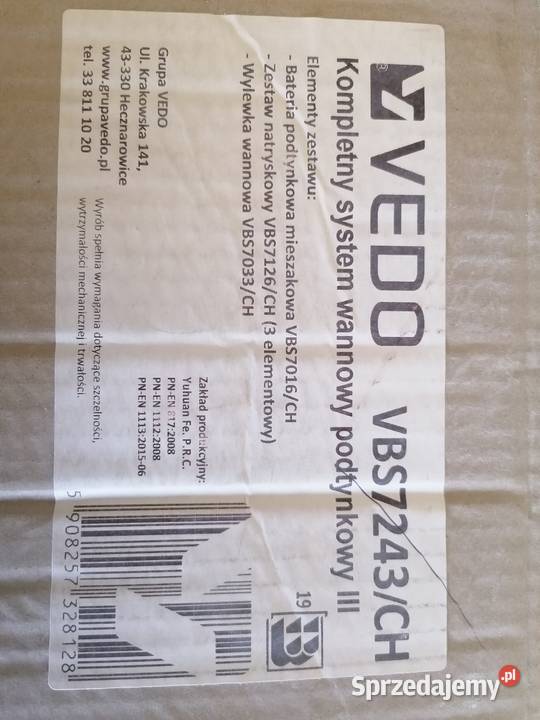 VEDO VBS7243/CH
®
Kompletny system wannowy podtynkowy III
Elementy zestawu:
- Bateria podtynkowa mieszakowa VBS7016/CH
- Zestaw natryskowy VBS7126/CH (3 elementowy)
- Wylewka wannowa VBS7033/CH
19
B
Grupa VEDO
Ul. Krakowska 141,
43-330 Hecznarowice
www.grupavedo.pl
tel. 33 811 10 20
Zakład produkcyjny:
Yuhuan Fe. P.R.C.
PN-EN 817:2008
PN-EN 1112:2008
PN-EN 1113:2015-06
Wyrób spełnia wymagania dotyczące szczelności,
wytrzymałości mechanicznej i trwałości.
5 908257 328128
Sprzedajemy.pl